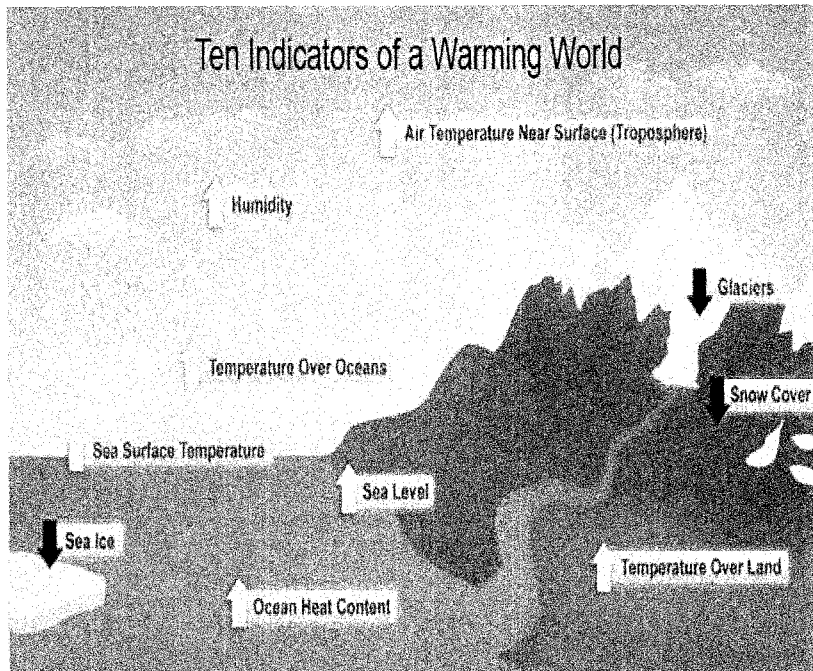 Ten Indicators of a Warming World
Air Temperature Near Surface (Troposphere)
Humidity
Glaciers
Temperature Over Oceans
Snow Cover
Sea Surface Temperature
Sea Level
Sea Ice
Temperature Over Land
Ocean Heat Content